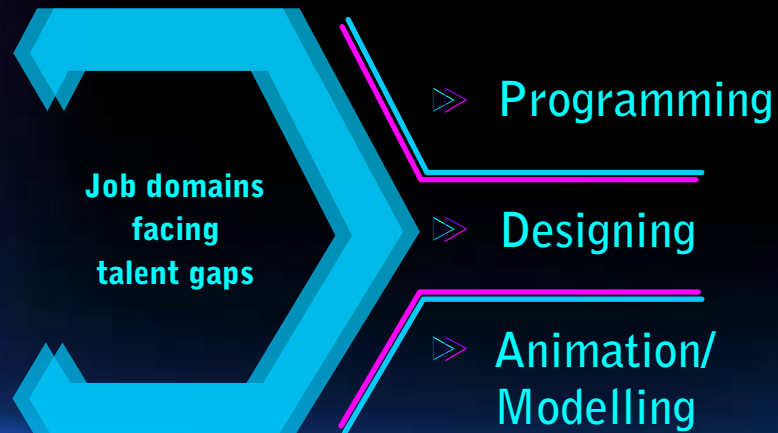 Job domains
facing
talent gaps
Programming
Designing
Animation/
Modelling